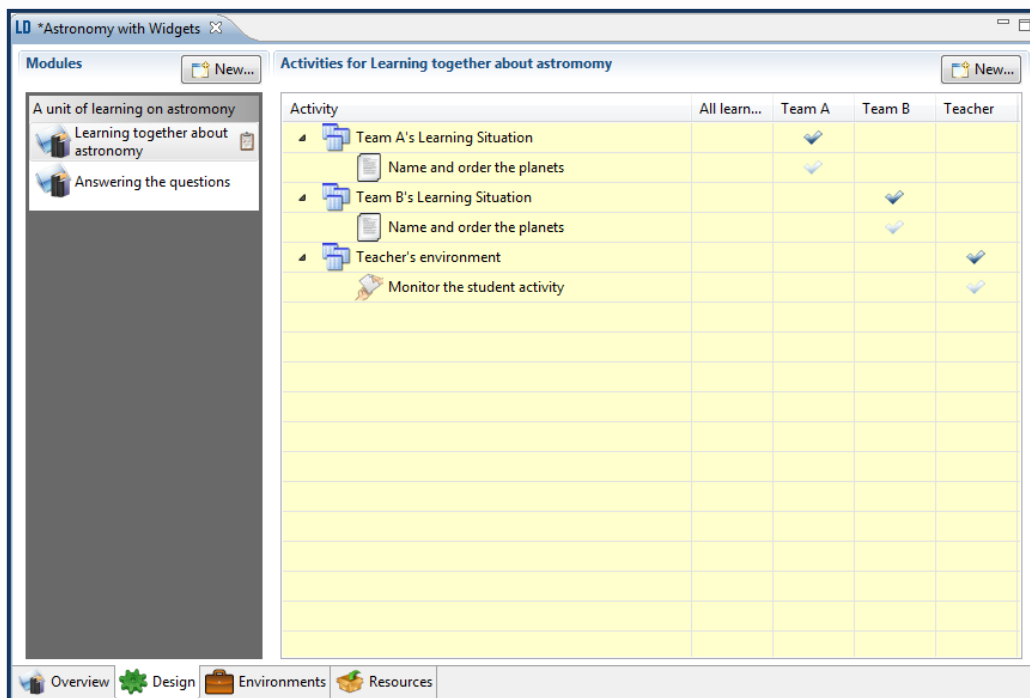 LD *Astronomy with Widgets
Modules
New...
Activities for Learning together about astromomy
New...
A unit of learning on astromony
Learning together about
astronomy
Answering the questions
Activity All learn... Team A Team B Teacher
Team A's Learning Situation
Name and order the planets
Team B's Learning Situation
Name and order the planets
Teacher's environment
Monitor the student activity
Overview Design Environments Resources